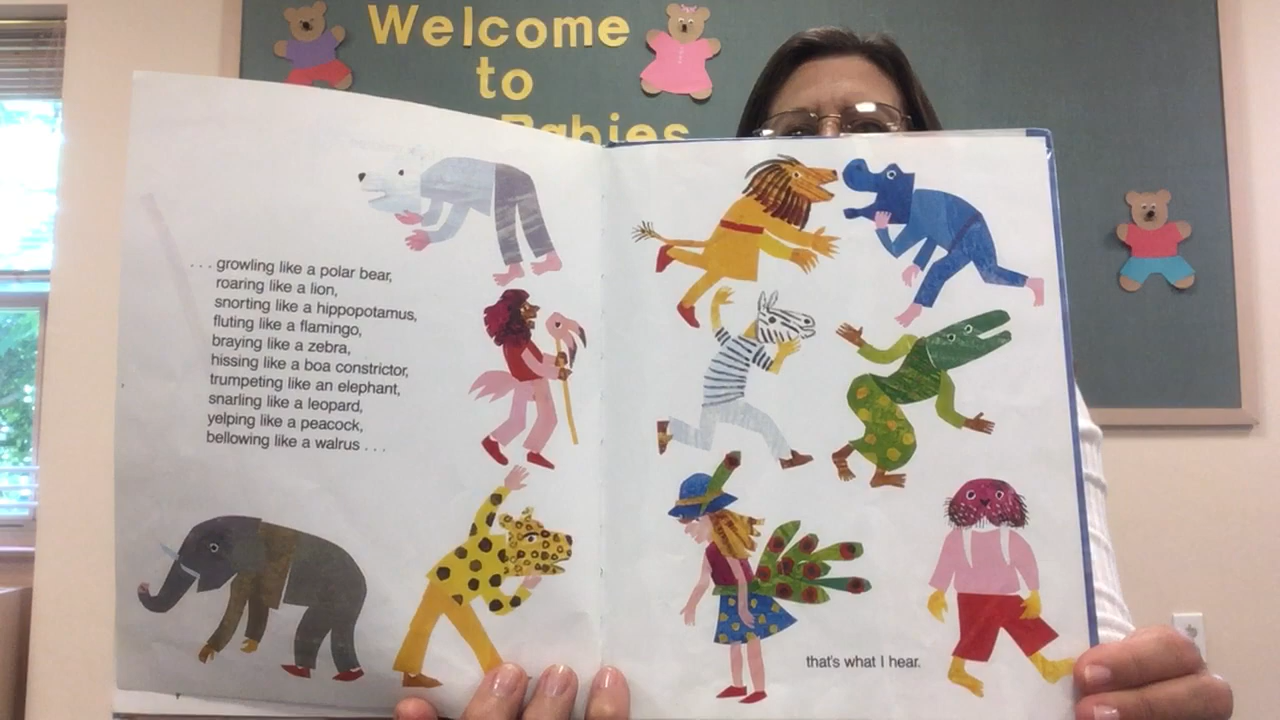 Welcome
to
Babies
. . . growling like a polar bear,
roaring like a lion,
snorting like a hippopotamus,
fluting like a flamingo,
braying like a zebra,
hissing like a boa constrictor,
trumpeting like an elephant,
snarling like a leopard,
yelping like a peacock,
bellowing like a walrus . . .
that's what I hear.